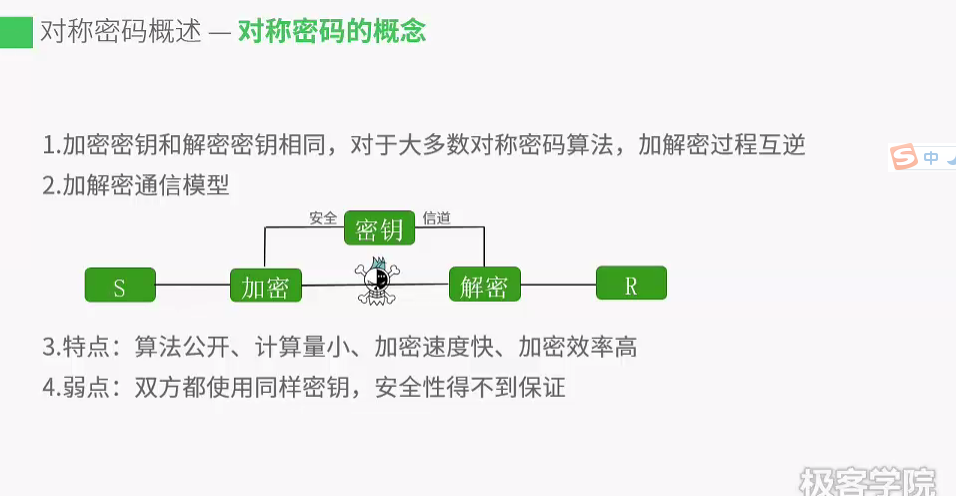 对称密码概述 — 对称密码的概念
1.加密密钥和解密密钥相同，对于大多数对称密码算法，加解密过程互逆
2.加解密通信模型
安全 密钥 信道
S 加密 解密 R
3.特点：算法公开、计算量小、加密速度快、加密效率高
4.弱点：双方都使用同样密钥，安全性得不到保证
S 中
极客学院